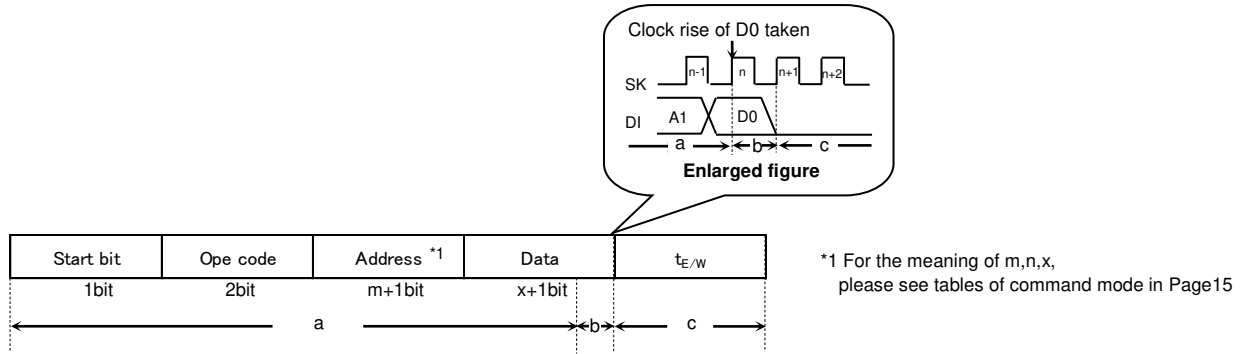 Clock rise of D0 taken
SK n-1 n n+1 n+2
DI A1 D0
a b c
Enlarged figure
Start bit Ope code Address *1 Data tE/W
1bit 2bit m+1bit x+1bit
a b c
*1 For the meaning of m,n,x,
please see tables of command mode in Page15